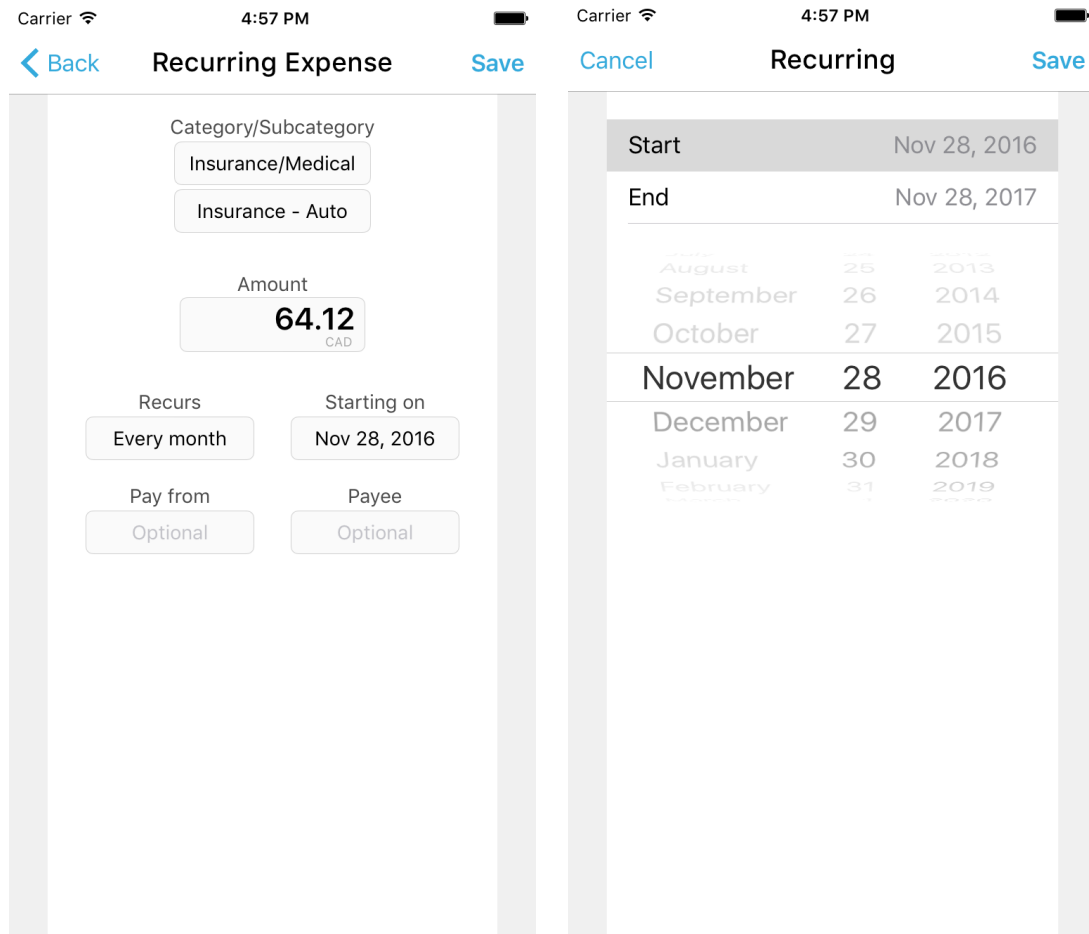 Carrier 4:57 PM
Back Recurring Expense Save
Category/Subcategory
Insurance/Medical
Insurance - Auto
Amount
64.12
CAD
Recurs Starting on
Every month Nov 28, 2016
Pay from Payee
Optional Optional
Carrier 4:57 PM
Cancel Recurring Save
Start Nov 28, 2016
End Nov 28, 2017
August 25 2013
September 26 2014
October 27 2015
November 28 2016
December 29 2017
January 30 2018
February 31 2019